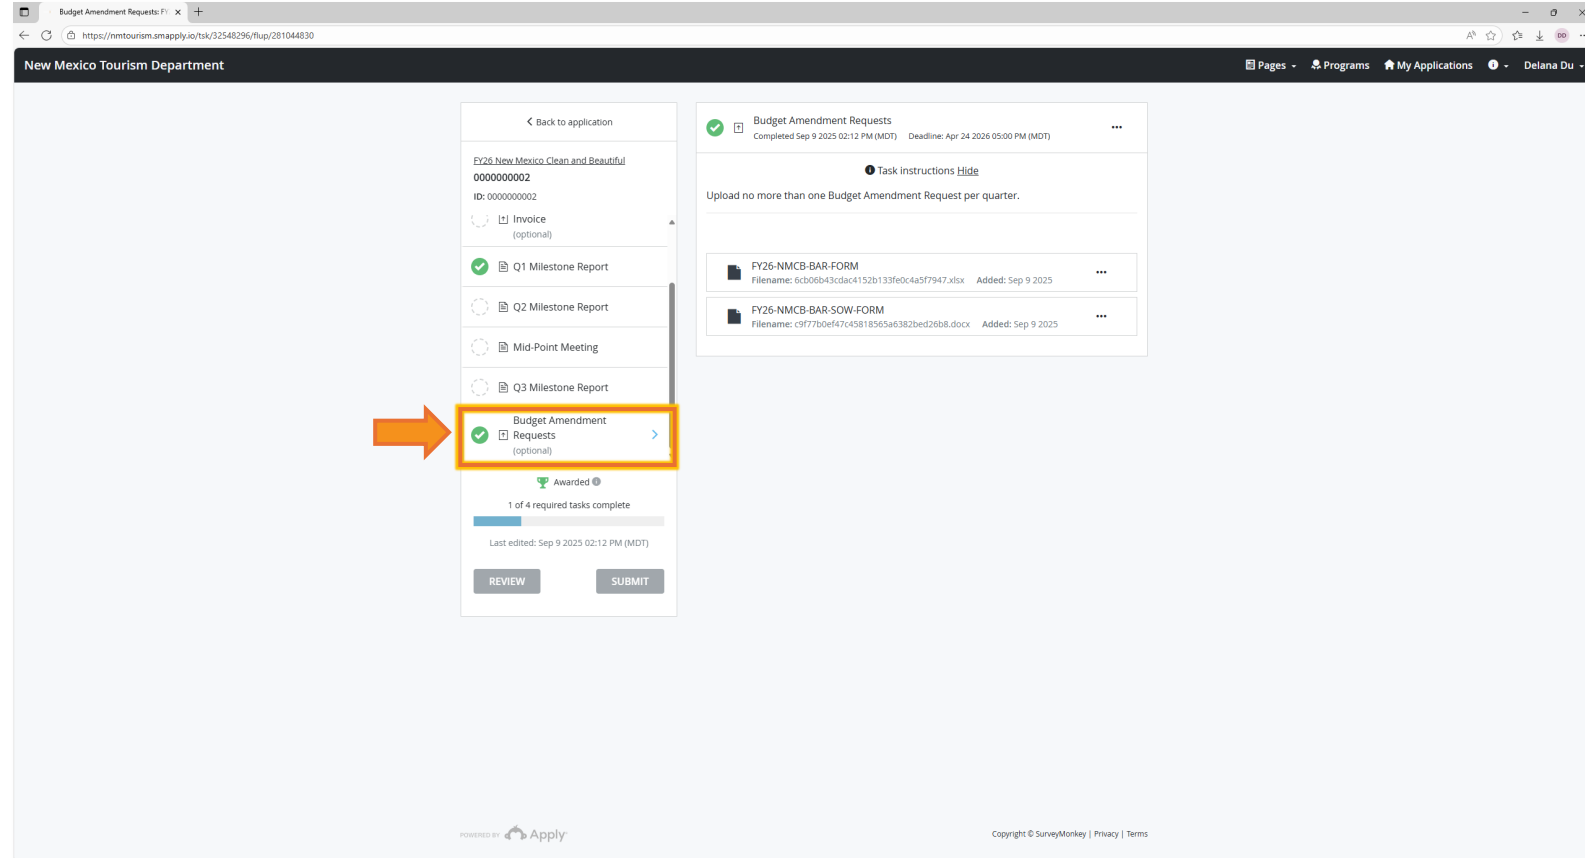 Budget Amendment Requests: FY
https://nmtourism.smapply.io/tsk/32548296/flup/281044830
DD
New Mexico Tourism Department
Pages
Programs
My Applications
Delana Du
Back to application
FY26 New Mexico Clean and Beautiful
0000000002
ID: 0000000002
Invoice
(optional)
Q1 Milestone Report
Q2 Milestone Report
Mid-Point Meeting
Q3 Milestone Report
Budget Amendment
Requests
(optional)
Awarded
1 of 4 required tasks complete
Last edited: Sep 9 2025 02:12 PM (MDT)
REVIEW
SUBMIT
Budget Amendment Requests
Completed Sep 9 2025 02:12 PM (MDT) Deadline: Apr 24 2026 05:00 PM (MDT)
Task instructions Hide
Upload no more than one Budget Amendment Request per quarter.
FY26-NMCB-BAR-FORM
Filename: 6cb06b43cdac4152b133fe0c4a5f7947.xlsx Added: Sep 9 2025
FY26-NMCB-BAR-SOW-FORM
Filename: c9f77b0ef47c45818565a6382bed26b8.docx Added: Sep 9 2025
POWERED BY Apply
Copyright © SurveyMonkey | Privacy | Terms